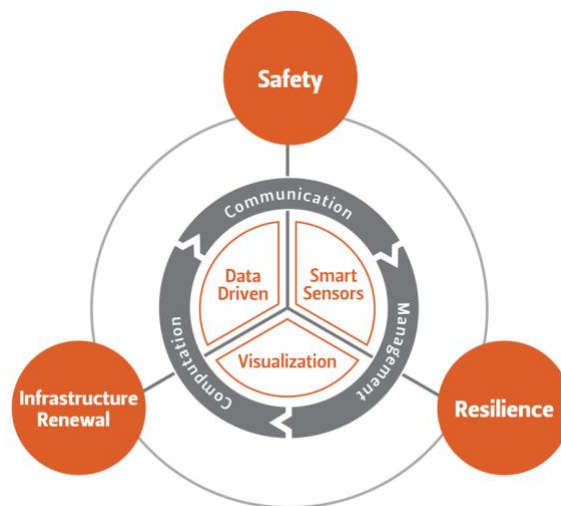 Safety
Communication
Data
Driven
Smart
Sensors
Management
Computation
Visualization
Infrastructure
Renewal
Resilience